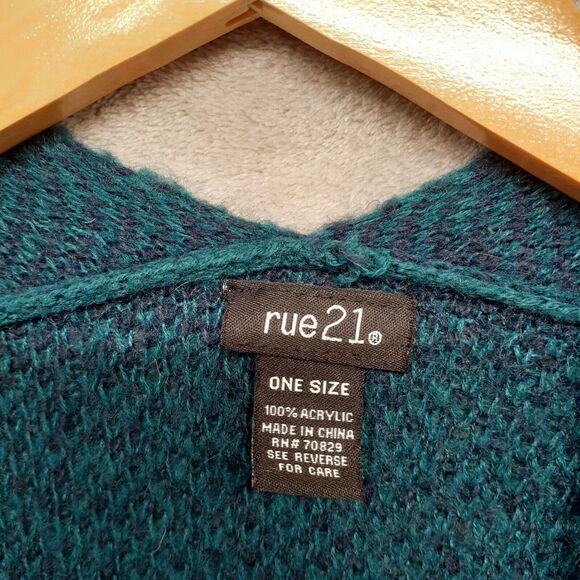 rue21®
ONE SIZE
100% ACRYLIC
MADE IN CHINA
RN# 70829
SEE REVERSE
FOR CARE